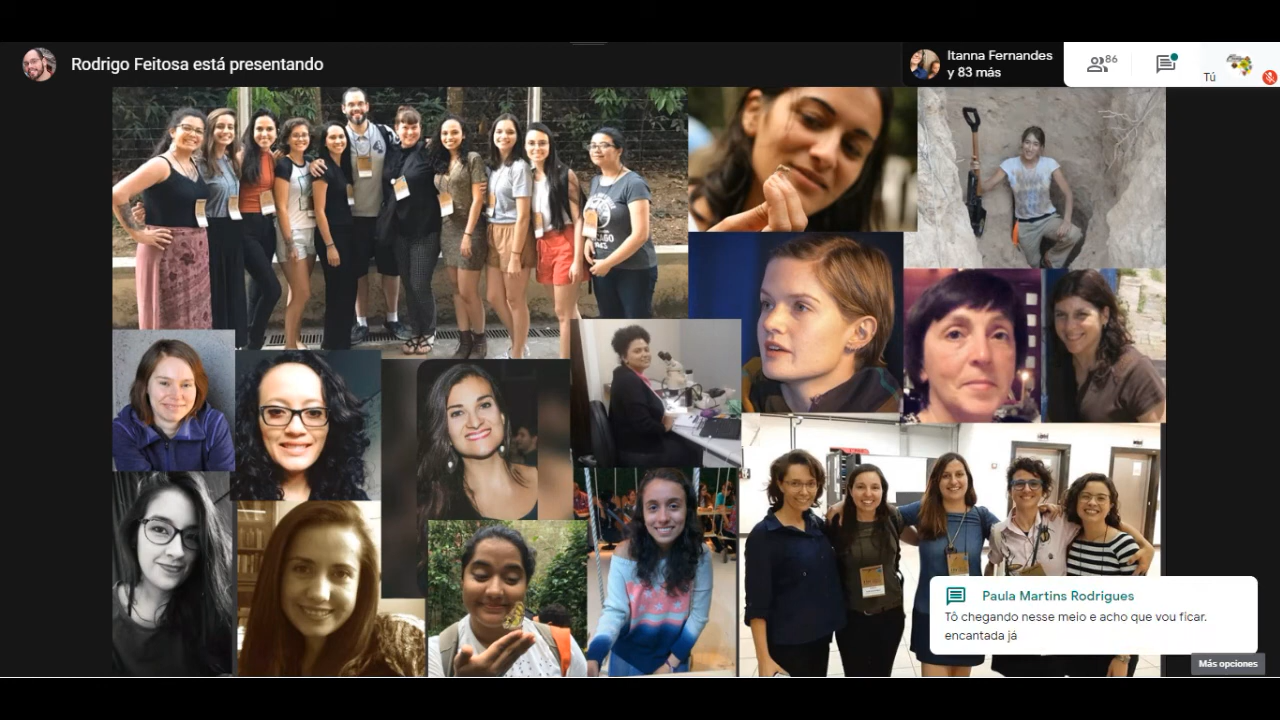 Rodrigo Feitosa está presentando
Itanna Fernandes
y 83 más
86
Tú
Paula Martins Rodrigues
Tô chegando nesse meio e acho que vou ficar.
encantada já
Más opciones